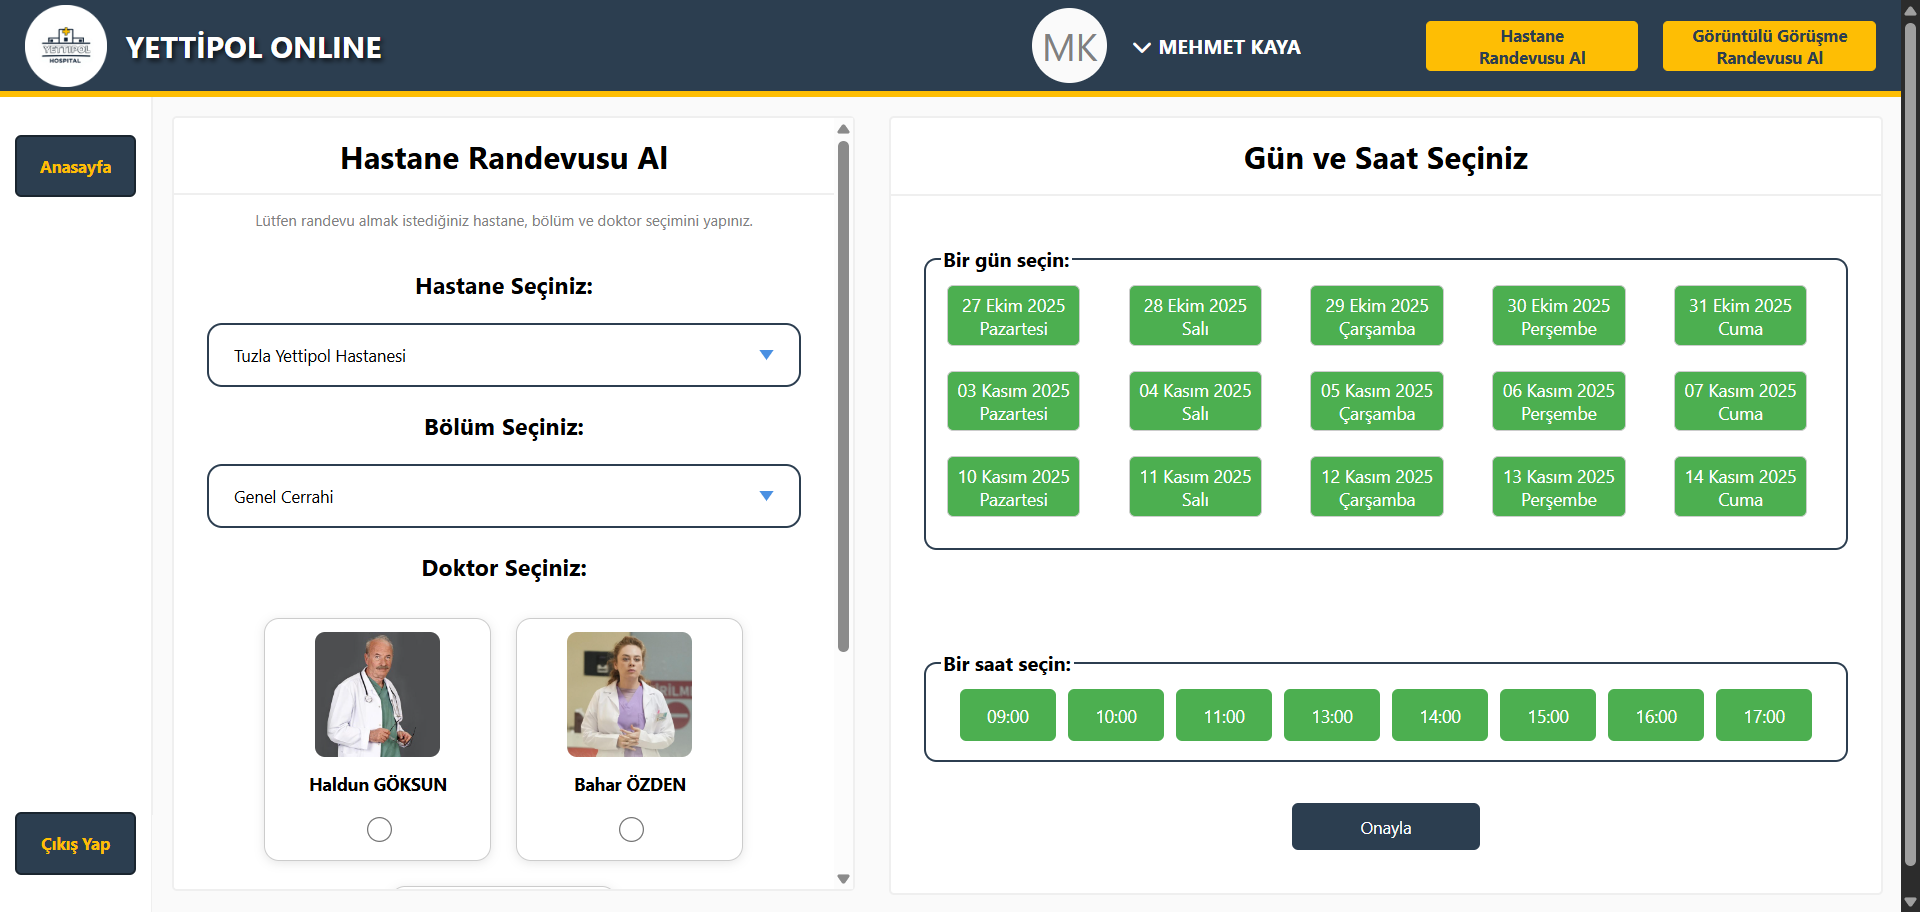 YETTİPOL
HOSPITAL
YETTİPOL ONLINE
MK
MEHMET KAYA
Hastane
Randevusu Al
Görüntülü Görüşme
Randevusu Al
Anasayfa
Çıkış Yap
Hastane Randevusu Al
Lütfen randevu almak istediğiniz hastane, bölüm ve doktor seçimini yapınız.
Hastane Seçiniz:
Tuzla Yettipol Hastanesi
Bölüm Seçiniz:
Genel Cerrahi
Doktor Seçiniz:
Haldun GÖKSUN
Bahar ÖZDEN
Gün ve Saat Seçiniz
Bir gün seçin:
27 Ekim 2025
Pazartesi
28 Ekim 2025
Salı
29 Ekim 2025
Çarşamba
30 Ekim 2025
Perşembe
31 Ekim 2025
Cuma
03 Kasım 2025
Pazartesi
04 Kasım 2025
Salı
05 Kasım 2025
Çarşamba
06 Kasım 2025
Perşembe
07 Kasım 2025
Cuma
10 Kasım 2025
Pazartesi
11 Kasım 2025
Salı
12 Kasım 2025
Çarşamba
13 Kasım 2025
Perşembe
14 Kasım 2025
Cuma
Bir saat seçin:
09:00
10:00
11:00
13:00
14:00
15:00
16:00
17:00
Onayla